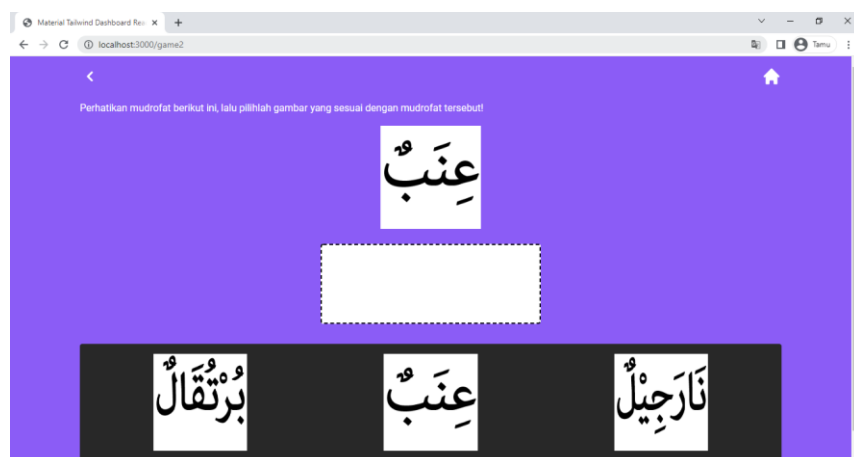 Material Tailwind Dashboard Rea
localhost:3000/game2
Tamu
Perhatikan mudrofat berikut ini, lalu pilihlah gambar yang sesuai dengan mudrofat tersebut!
عِنَبٌ
بُرْتُقَالٌ
عِنَبٌ
نَارَجِيْلٌ